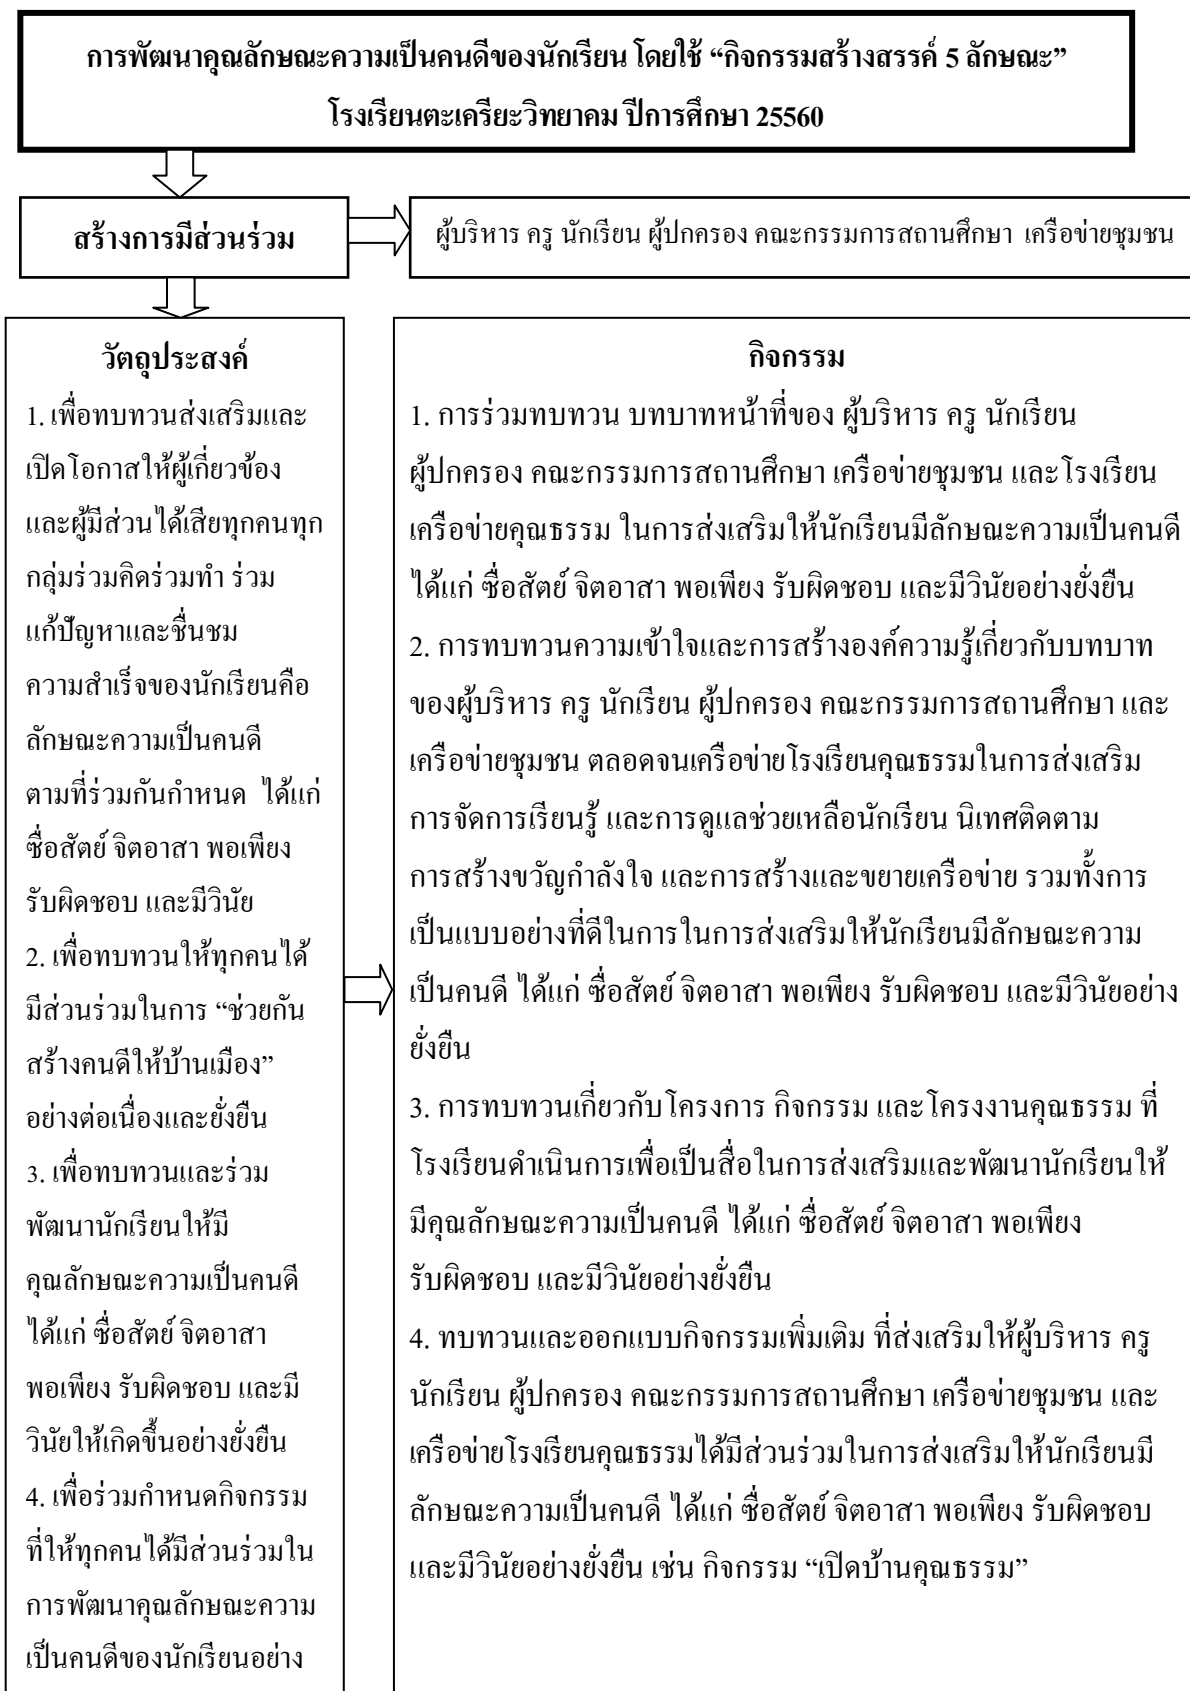 การพัฒนาคุณลักษณะความเป็นคนดีของนักเรียน โดยใช้ “กิจกรรมสร้างสรรค์ 5 ลักษณะ”
โรงเรียนตะเครียะวิทยาคม ปีการศึกษา 25560
สร้างการมีส่วนร่วม
ผู้บริหาร ครู นักเรียน ผู้ปกครอง คณะกรรมการสถานศึกษา เครือข่ายชุมชน
วัตถุประสงค์
1. เพื่อทบทวนส่งเสริมและ
เปิดโอกาสให้ผู้เกี่ยวข้อง
และผู้มีส่วนได้เสียทุกคนทุก
กลุ่มร่วมคิดร่วมทำ ร่วม
แก้ปัญหาและชื่นชม
ความสำเร็จของนักเรียนคือ
ลักษณะความเป็นคนดี
ตามที่ร่วมกันกำหนด ได้แก่
ซื่อสัตย์ จิตอาสา พอเพียง
รับผิดชอบ และมีวินัย
2. เพื่อทบทวนให้ทุกคนได้
มีส่วนร่วมในการ “ช่วยกัน
สร้างคนดีให้บ้านเมือง”
อย่างต่อเนื่องและยั่งยืน
3. เพื่อทบทวนและร่วม
พัฒนานักเรียนให้มี
คุณลักษณะความเป็นคนดี
ได้แก่ ซื่อสัตย์ จิตอาสา
พอเพียง รับผิดชอบ และมี
วินัยให้เกิดขึ้นอย่างยั่งยืน
4. เพื่อร่วมกำหนดกิจกรรม
ที่ให้ทุกคนได้มีส่วนร่วมใน
การพัฒนาคุณลักษณะความ
เป็นคนดีของนักเรียนอย่าง
กิจกรรม
1. การร่วมทบทวน บทบาทหน้าที่ของ ผู้บริหาร ครู นักเรียน
ผู้ปกครอง คณะกรรมการสถานศึกษา เครือข่ายชุมชน และโรงเรียน
เครือข่ายคุณธรรม ในการส่งเสริมให้นักเรียนมีลักษณะความเป็นคนดี
ได้แก่ ซื่อสัตย์ จิตอาสา พอเพียง รับผิดชอบ และมีวินัยอย่างยั่งยืน
2. การทบทวนความเข้าใจและการสร้างองค์ความรู้เกี่ยวกับบทบาท
ของผู้บริหาร ครู นักเรียน ผู้ปกครอง คณะกรรมการสถานศึกษา และ
เครือข่ายชุมชน ตลอดจนเครือข่ายโรงเรียนคุณธรรมในการส่งเสริม
การจัดการเรียนรู้ และการดูแลช่วยเหลือนักเรียน นิเทศติดตาม
การสร้างขวัญกำลังใจ และการสร้างและขยายเครือข่าย รวมทั้งการ
เป็นแบบอย่างที่ดีในการในการส่งเสริมให้นักเรียนมีลักษณะความ
เป็นคนดี ได้แก่ ซื่อสัตย์ จิตอาสา พอเพียง รับผิดชอบ และมีวินัยอย่าง
ยั่งยืน
3. การทบทวนเกี่ยวกับโครงการ กิจกรรม และโครงงานคุณธรรม ที่
โรงเรียนดำเนินการเพื่อเป็นสื่อในการส่งเสริมและพัฒนานักเรียนให้
มีคุณลักษณะความเป็นคนดี ได้แก่ ซื่อสัตย์ จิตอาสา พอเพียง
รับผิดชอบ และมีวินัยอย่างยั่งยืน
4. ทบทวนและออกแบบกิจกรรมเพิ่มเติม ที่ส่งเสริมให้ผู้บริหาร ครู
นักเรียน ผู้ปกครอง คณะกรรมการสถานศึกษา เครือข่ายชุมชน และ
เครือข่ายโรงเรียนคุณธรรมได้มีส่วนร่วมในการส่งเสริมให้นักเรียนมี
ลักษณะความเป็นคนดี ได้แก่ ซื่อสัตย์ จิตอาสา พอเพียง รับผิดชอบ
และมีวินัยอย่างยั่งยืน เช่น กิจกรรม “เปิดบ้านคุณธรรม”